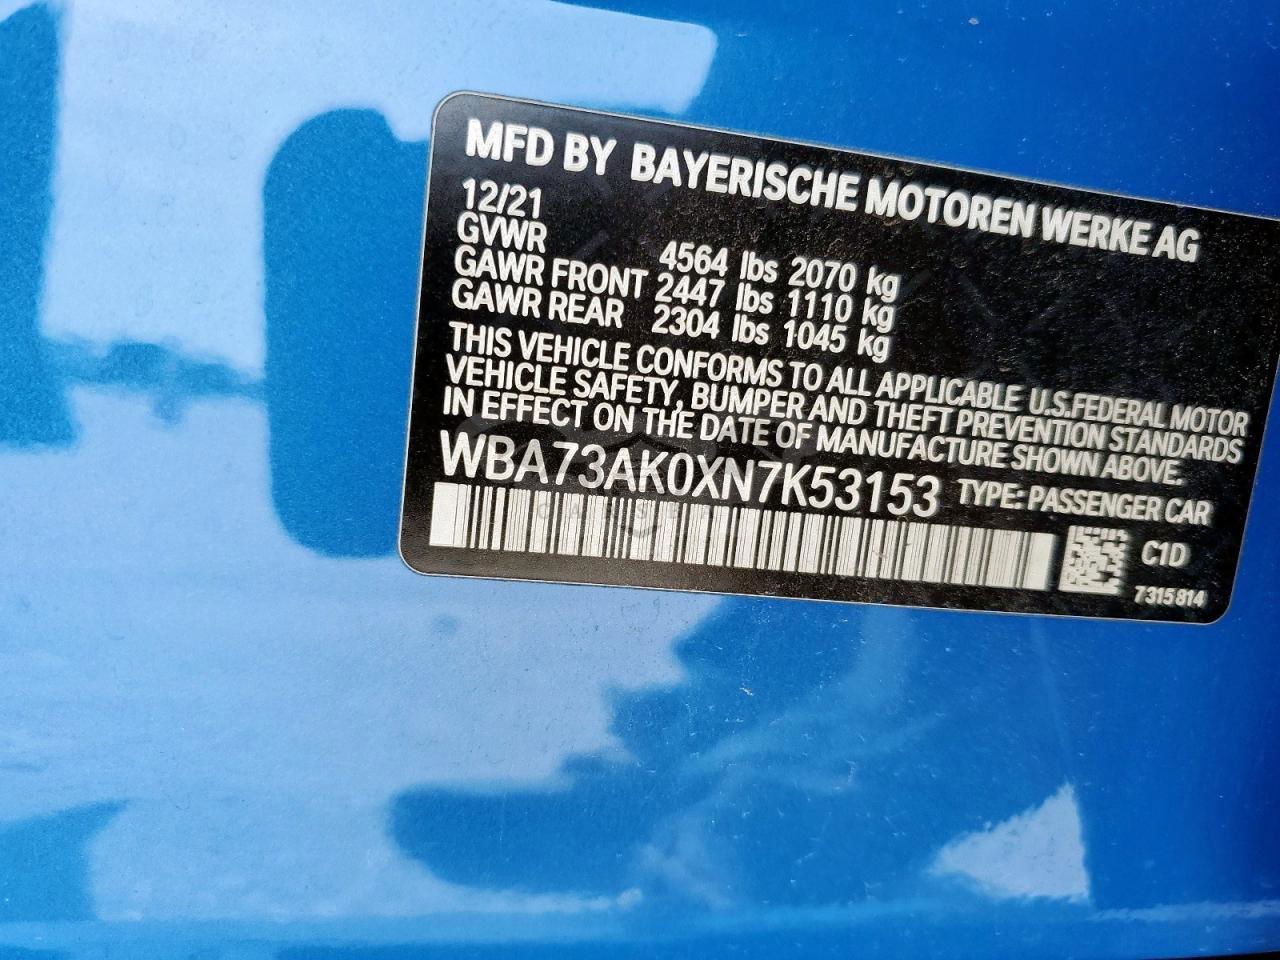 MFD BY BAYERISCHE MOTOREN WERKE AG
12/21
GVWR 4564 lbs 2070 kg
GAWR FRONT 2447 lbs 1110 kg
GAWR REAR 2304 lbs 1045 kg
THIS VEHICLE CONFORMS TO ALL APPLICABLE U.S.FEDERAL MOTOR
VEHICLE SAFETY, BUMPER AND THEFT PREVENTION STANDARDS
IN EFFECT ON THE DATE OF MANUFACTURE SHOWN ABOVE.
WBA73AK0XN7K53153 TYPE: PASSENGER CAR
C1D
7315814